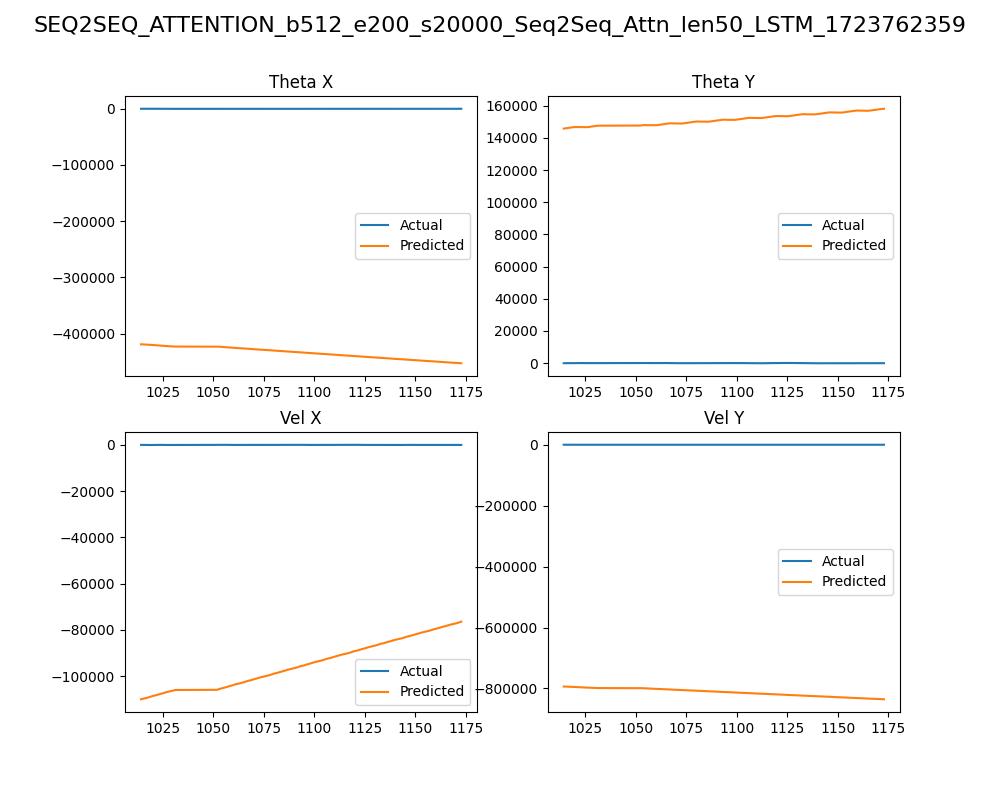 SEQ2SEQ_ATTENTION_b512_e200_s20000_Seq2Seq_Attn_len50_LSTM_1723762359
Theta X
0
−100000
−200000
−300000
−400000
Actual
Predicted
1025 1050 1075 1100 1125 1150 1175
Theta Y
160000
140000
120000
100000
80000
60000
40000
20000
0
Actual
Predicted
1025 1050 1075 1100 1125 1150 1175
Vel X
0
−20000
−40000
−60000
−80000
−100000
Actual
Predicted
1025 1050 1075 1100 1125 1150 1175
Vel Y
0
−200000
−400000
−600000
−800000
Actual
Predicted
1025 1050 1075 1100 1125 1150 1175